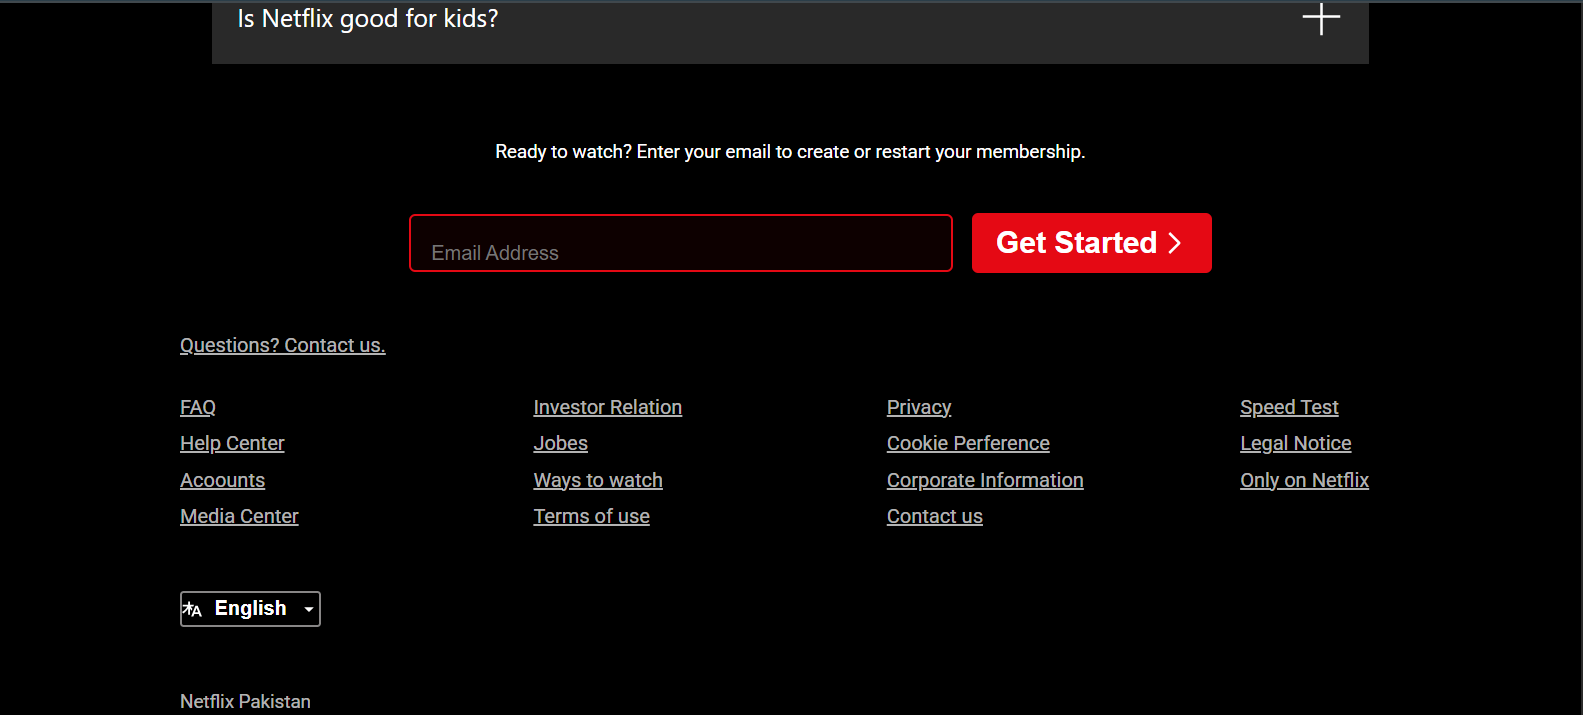 Is Netflix good for kids?
Ready to watch? Enter your email to create or restart your membership.
Email Address
Get Started
Questions? Contact us.
FAQ
Investor Relation
Privacy
Speed Test
Help Center
Jobes
Cookie Perference
Legal Notice
Acoounts
Ways to watch
Corporate Information
Only on Netflix
Media Center
Terms of use
Contact us
English
Netflix Pakistan